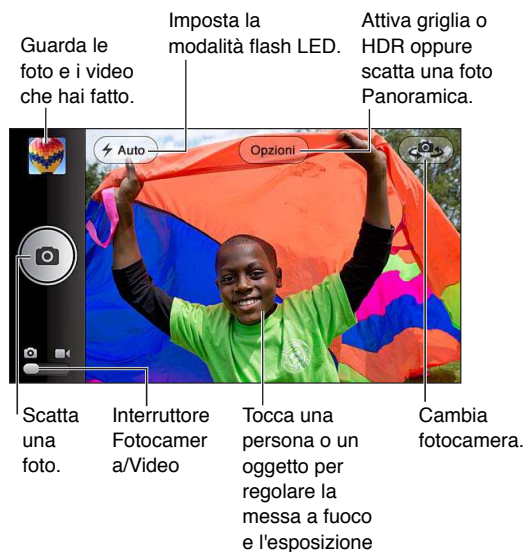 Guarda le
foto e i video
che hai fatto.
Imposta la
modalità flash LED.
Attiva griglia o
HDR oppure
scatta una foto
Panoramica.
Auto
Opzioni
Scatta
una
foto.
Interruttore
Fotocamer
a/Video
Tocca una
persona o un
oggetto per
regolare la
messa a fuoco
e l'esposizione
Cambia
fotocamera.